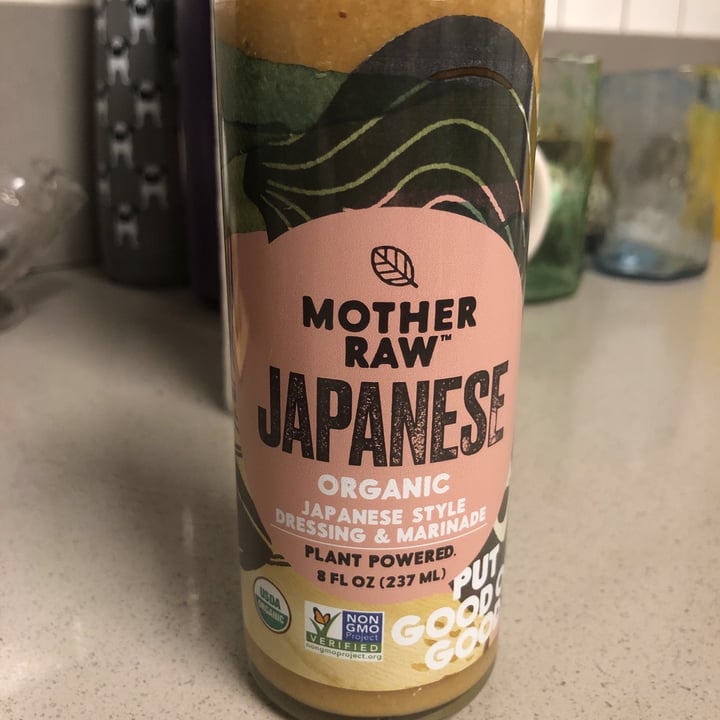 MOTHER
RAW™
JAPANESE
ORGANIC
JAPANESE STYLE
DRESSING & MARINADE
PLANT POWERED.
8 FL OZ (237 ML)
USDA
ORGANIC
NON
GMO
Project
VERIFIED
nongmoproject.org
PUT
GOOD